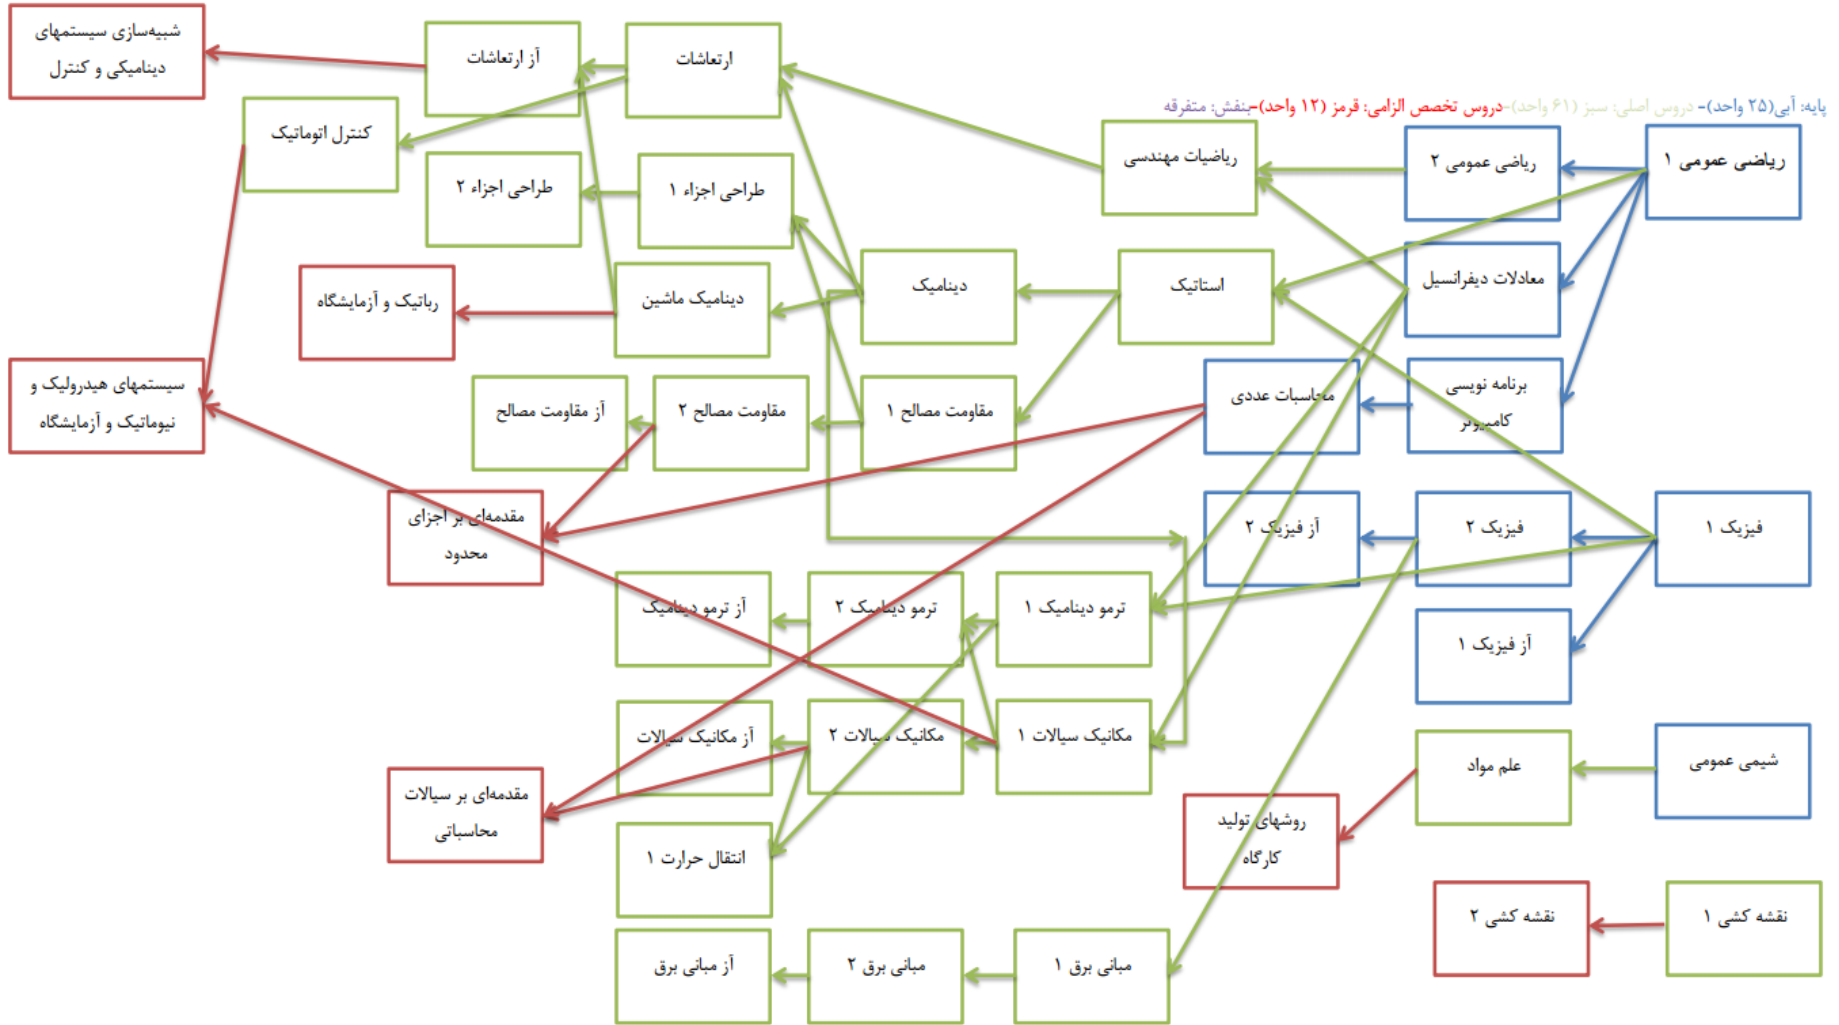 پایه: آبی(۲۵ واحد)- دروس اصلی: سبز (۶۱ واحد)-دروس تخصص الزامی: قرمز (۱۲ واحد)-بنفش: متفرقه
ریاضی عمومی ۱
ریاضی عمومی ۲
ریاضیات مهندسی
ارتعاشات
آز ارتعاشات
شبیه‌سازی سیستمهای
دینامیکی و کنترل
کنترل اتوماتیک
طراحی اجزاء ۱
طراحی اجزاء ۲
معادلات دیفرانسیل
استاتیک
دینامیک
دینامیک ماشین
رباتیک و آزمایشگاه
برنامه نویسی
کامپیوتر
محاسبات عددی
مقاومت مصالح ۱
مقاومت مصالح ۲
آز مقاومت مصالح
سیستمهای هیدرولیک و
نیوماتیک و آزمایشگاه
فیزیک ۱
فیزیک ۲
آز فیزیک ۲
مقدمه‌ای بر اجزای
محدود
آز فیزیک ۱
ترمو دینامیک ۱
ترمو دینامیک ۲
آز ترمو دینامیک
مکانیک سیالات ۱
مکانیک سیالات ۲
آز مکانیک سیالات
شیمی عمومی
علم مواد
روشهای تولید
کارگاه
مقدمه‌ای بر سیالات
محاسباتی
انتقال حرارت ۱
نقشه کشی ۱
نقشه کشی ۲
مبانی برق ۱
مبانی برق ۲
آز مبانی برق